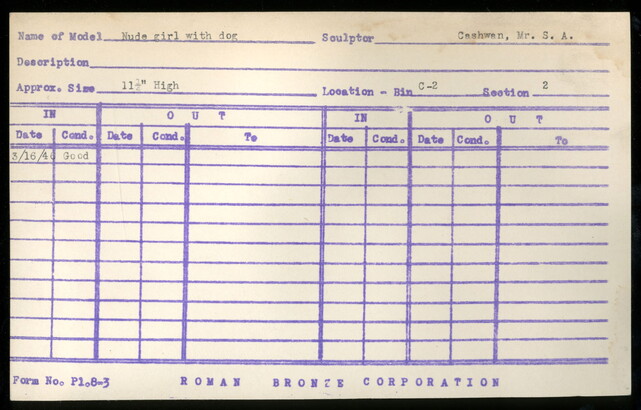 Name of Model Nude girl with dog Sculptor Cashwan, Mr. S. A.
Description
Approx. Size 11½" High Location - Bin C-2 Section 2
IN O U T IN O U T
Date Cond. Date Cond. To Date Cond. Date Cond. To
3/16/46 Good
Form No. P1.8-3 ROMAN BRONZE CORPORATION